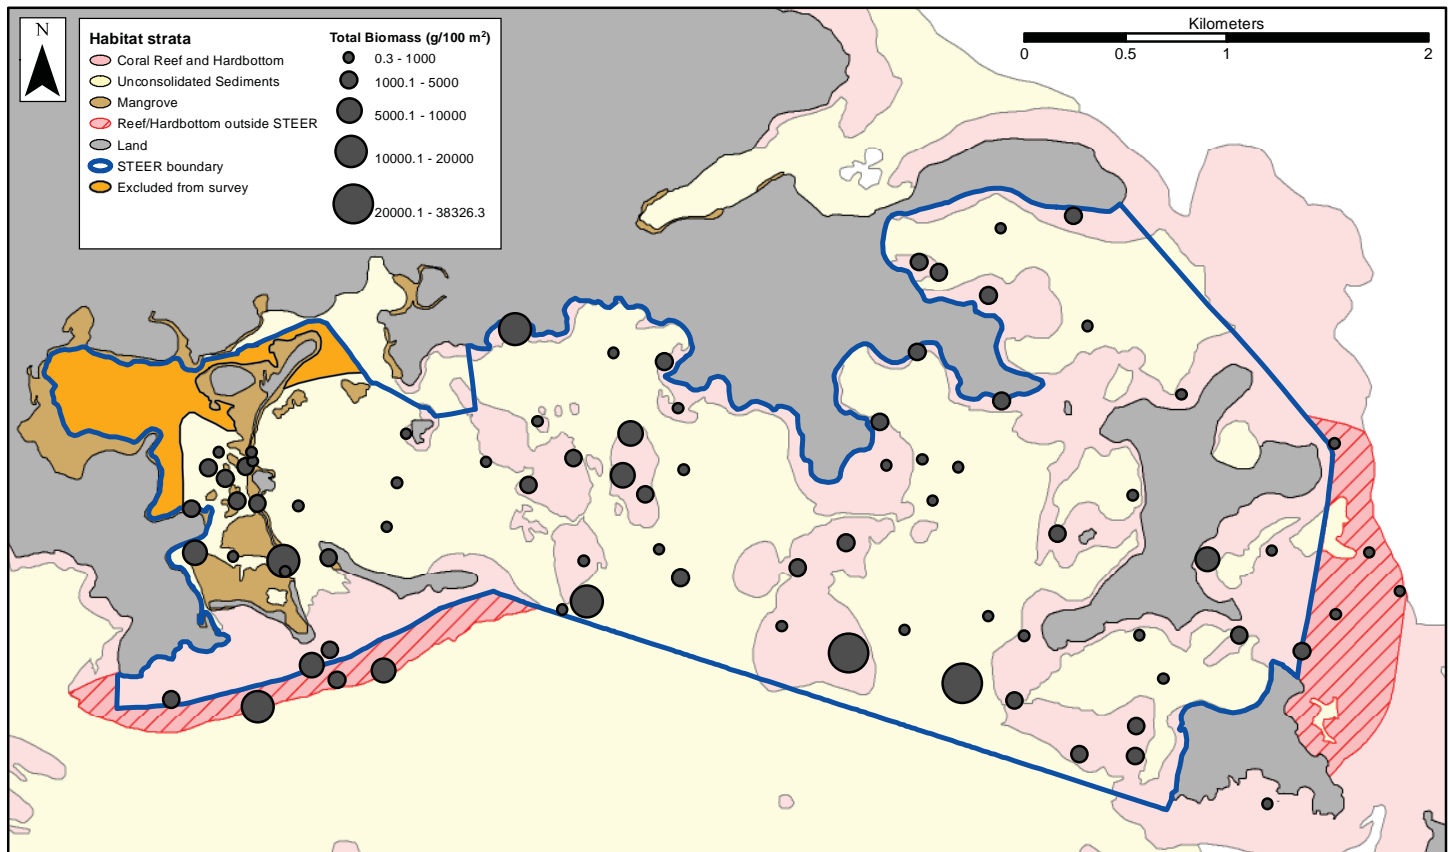 N
Habitat strata
Coral Reef and Hardbottom
Unconsolidated Sediments
Mangrove
Reef/Hardbottom outside STEER
Land
STEER boundary
Excluded from survey
Total Biomass (g/100 m²)
0.3 - 1000
1000.1 - 5000
5000.1 - 10000
10000.1 - 20000
20000.1 - 38326.3
Kilometers
0 0.5 1 2